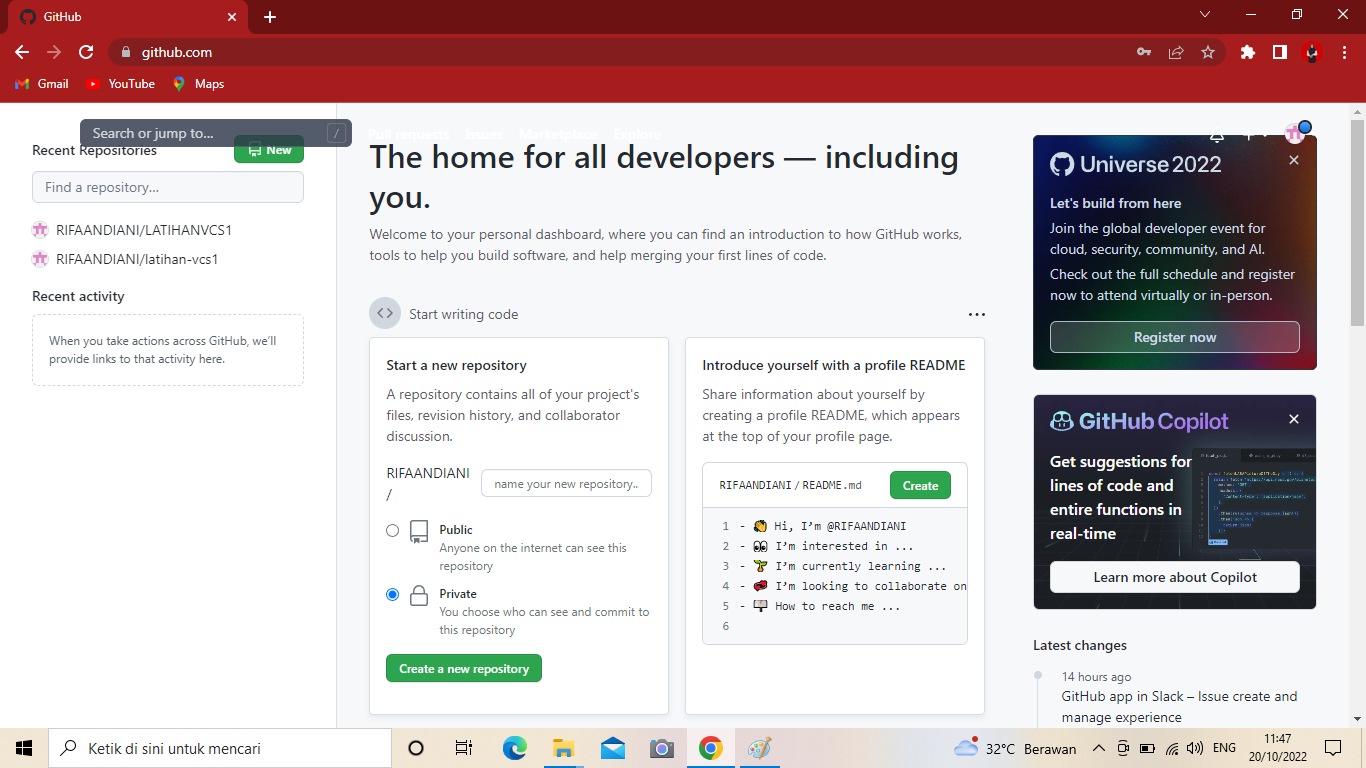 GitHub
github.com
Gmail
YouTube
Maps
Search or jump to...
/
Pull requests Issues Marketplace Explore
Recent Repositories
New
Find a repository...
RIFAANDIANI/LATIHANVCS1
RIFAANDIANI/latihan-vcs1
Recent activity
When you take actions across GitHub, we'll
provide links to that activity here.
The home for all developers — including
you.
Welcome to your personal dashboard, where you can find an introduction to how GitHub works,
tools to help you build software, and help merging your first lines of code.
Start writing code
Start a new repository
A repository contains all of your project's
files, revision history, and collaborator
discussion.
RIFAANDIANI
/
name your new repository..
Public
Anyone on the internet can see this
repository
Private
You choose who can see and commit to
this repository
Create a new repository
Introduce yourself with a profile README
Share information about yourself by
creating a profile README, which appears
at the top of your profile page.
RIFAANDIANI / README.md
Create
1 - 👋 Hi, I'm @RIFAANDIANI
2 - 👀 I'm interested in ...
3 - 🌱 I'm currently learning ...
4 - 💞️ I'm looking to collaborate on
5 - 📫 How to reach me ...
6
Universe 2022
Let's build from here
Join the global developer event for
cloud, security, community, and AI.
Check out the full schedule and register
now to attend virtually or in-person.
Register now
GitHub Copilot
Get suggestions for
lines of code and
entire functions in
real-time
Learn more about Copilot
Latest changes
14 hours ago
GitHub app in Slack – Issue create and
manage experience
Ketik di sini untuk mencari
32°C Berawan
ENG
11:47
20/10/2022